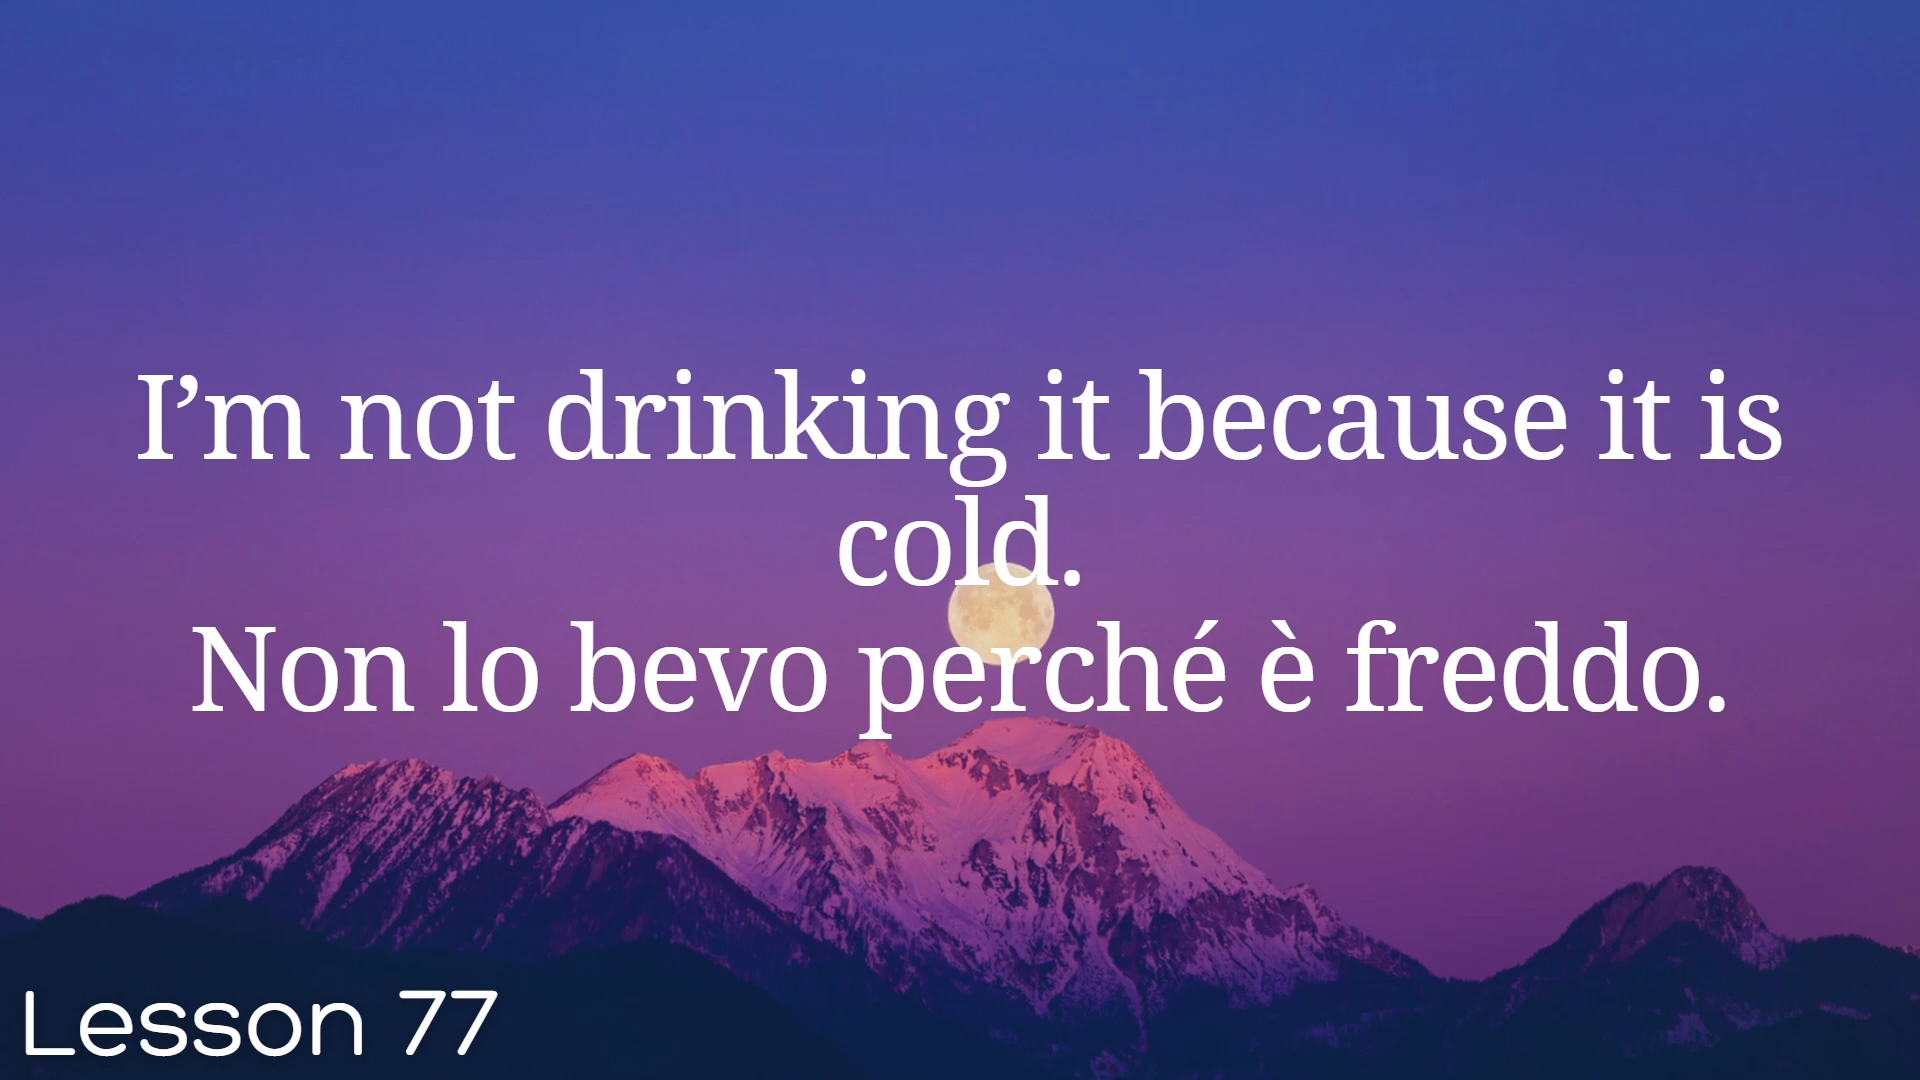 I’m not drinking it because it is
cold.
Non lo bevo perché è freddo.
Lesson 77